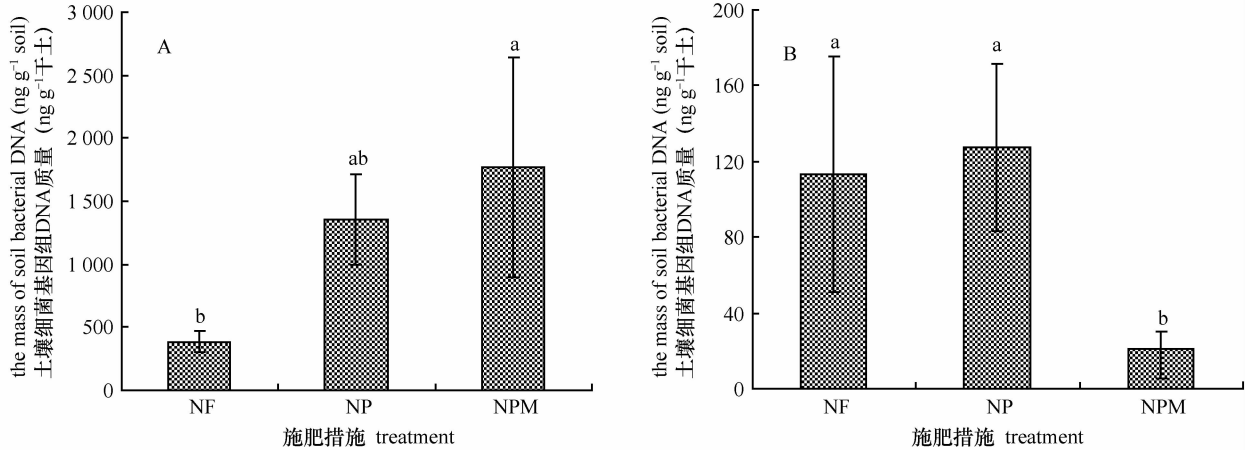 the mass of soil bacterial DNA (ng g⁻¹ soil)
土壤细菌基因组DNA质量（ng g⁻¹干土）
3 000
2 500
2 000
1 500
1 000
500
0
A
b
ab
a
NF
NP
NPM
施肥措施 treatment
the mass of soil bacterial DNA (ng g⁻¹ soil)
土壤细菌基因组DNA质量（ng g⁻¹干土）
200
160
120
80
40
0
B
a
a
b
NF
NP
NPM
施肥措施 treatment